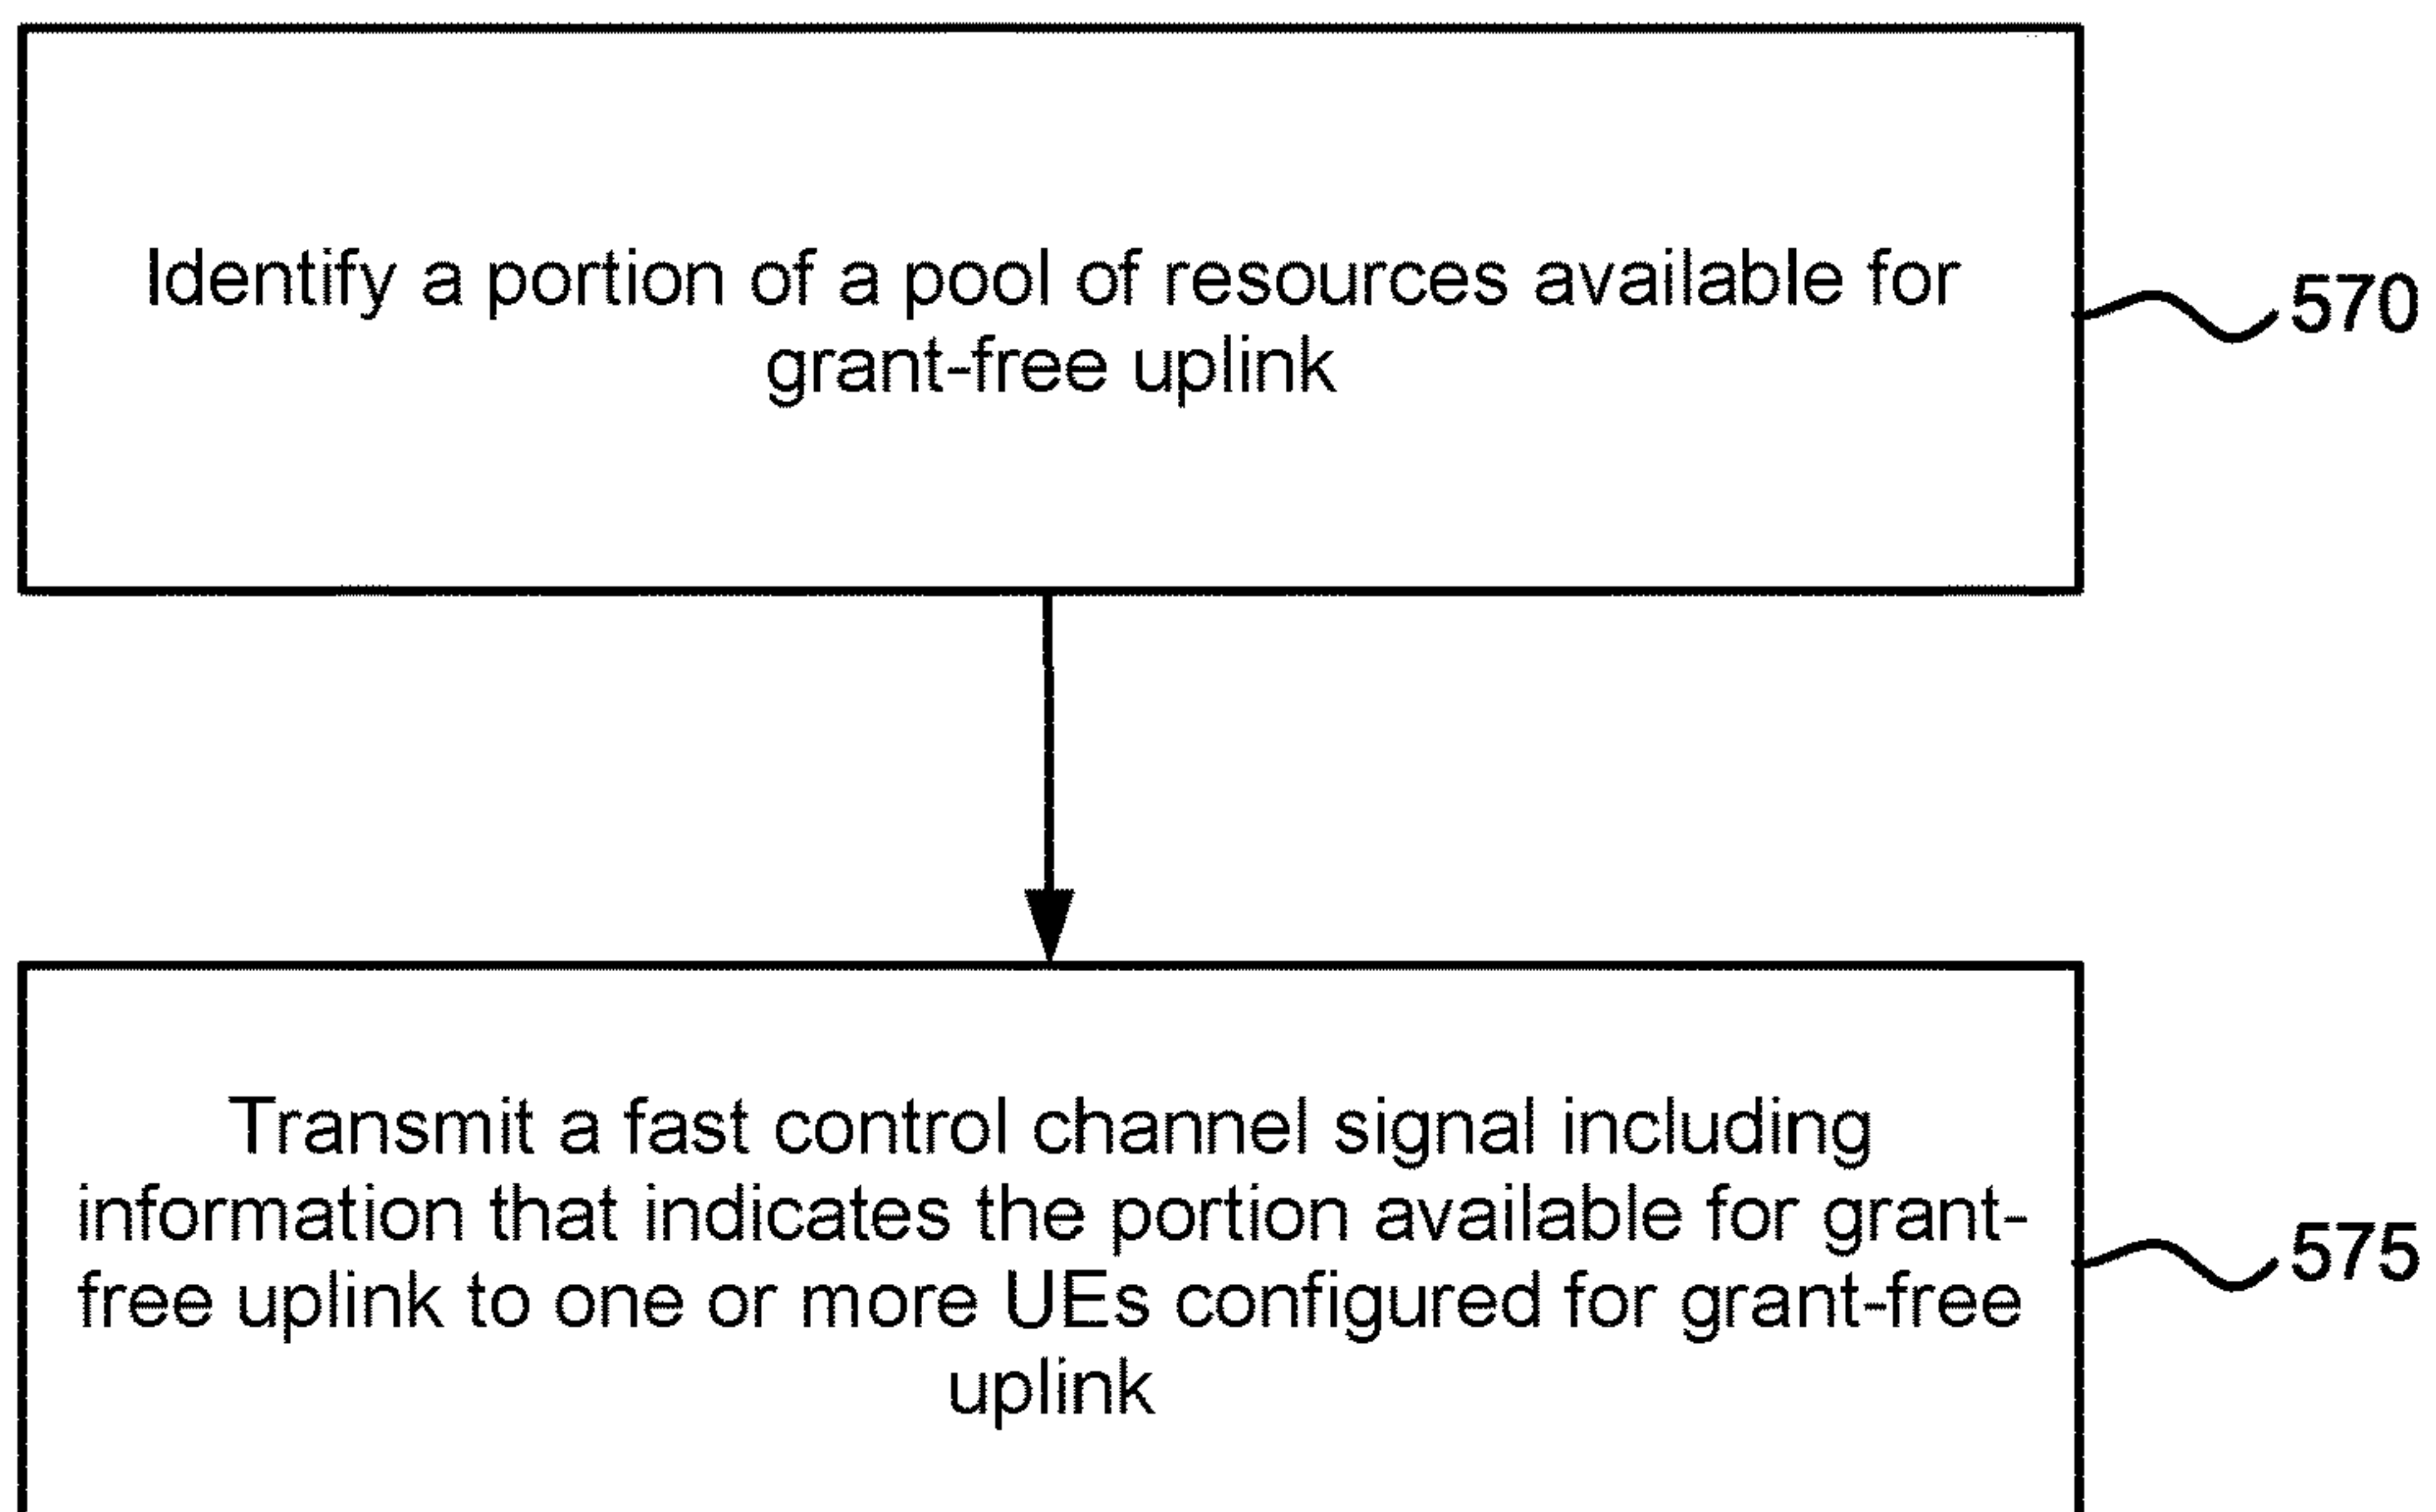 Identify a portion of a pool of resources available for
grant-free uplink
570
Transmit a fast control channel signal including
information that indicates the portion available for grant-
free uplink to one or more UEs configured for grant-free
uplink
575